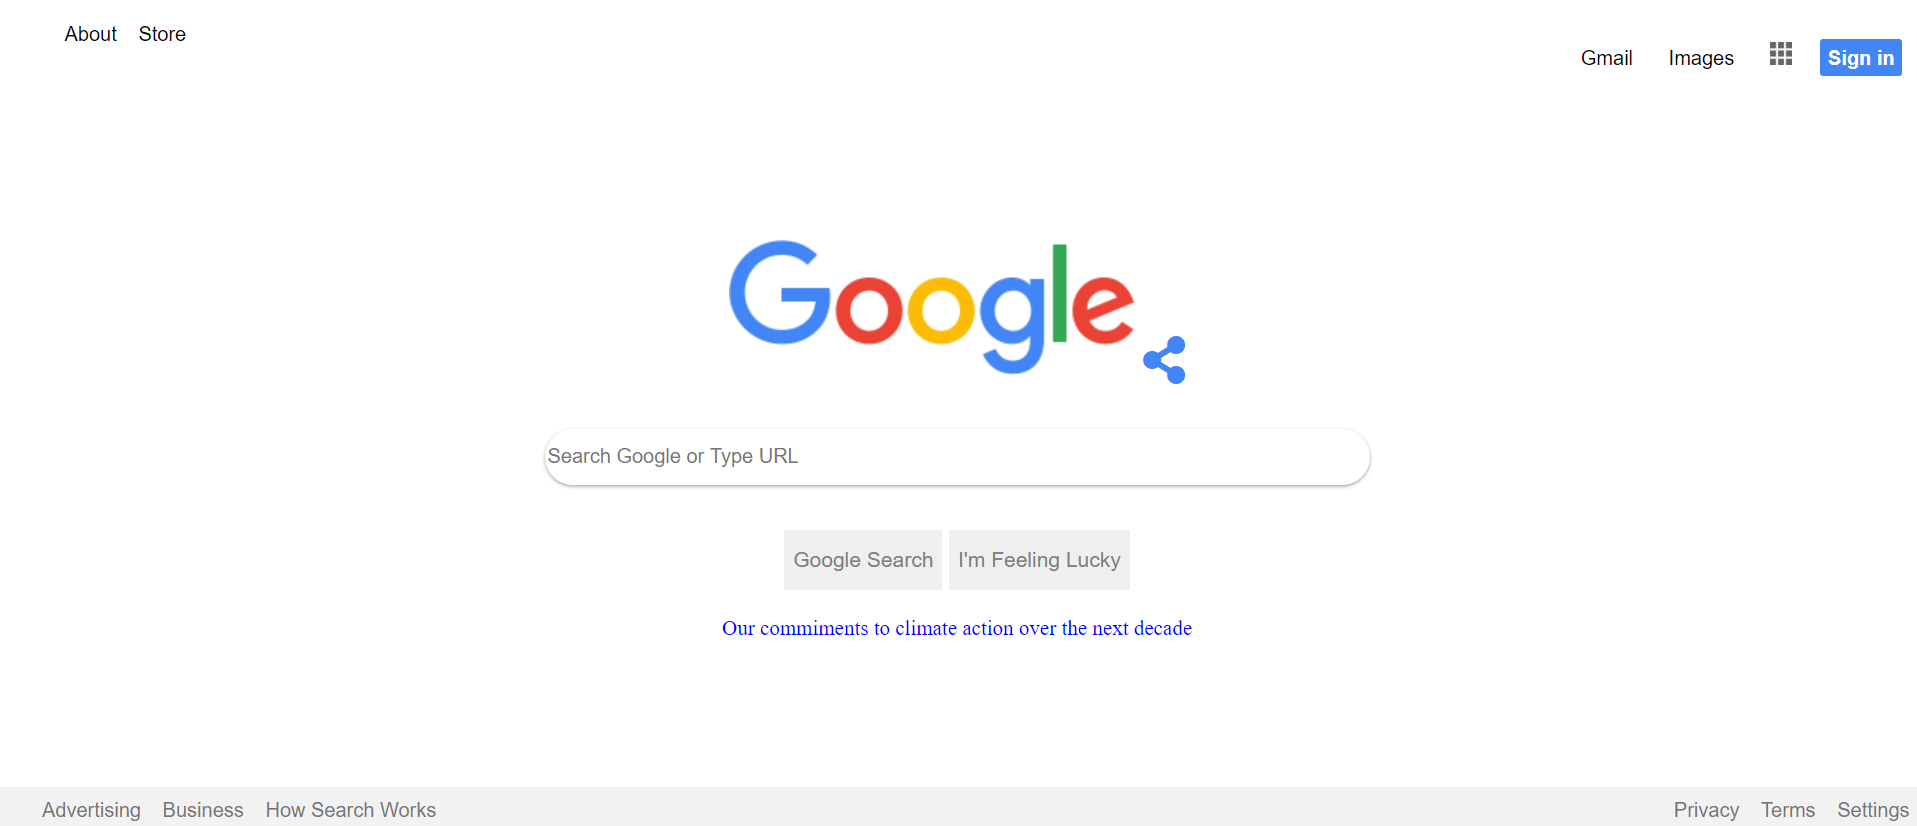 About Store
Gmail Images Sign in
Google
Search Google or Type URL
Google Search I'm Feeling Lucky
Our commiments to climate action over the next decade
Advertising Business How Search Works Privacy Terms Settings